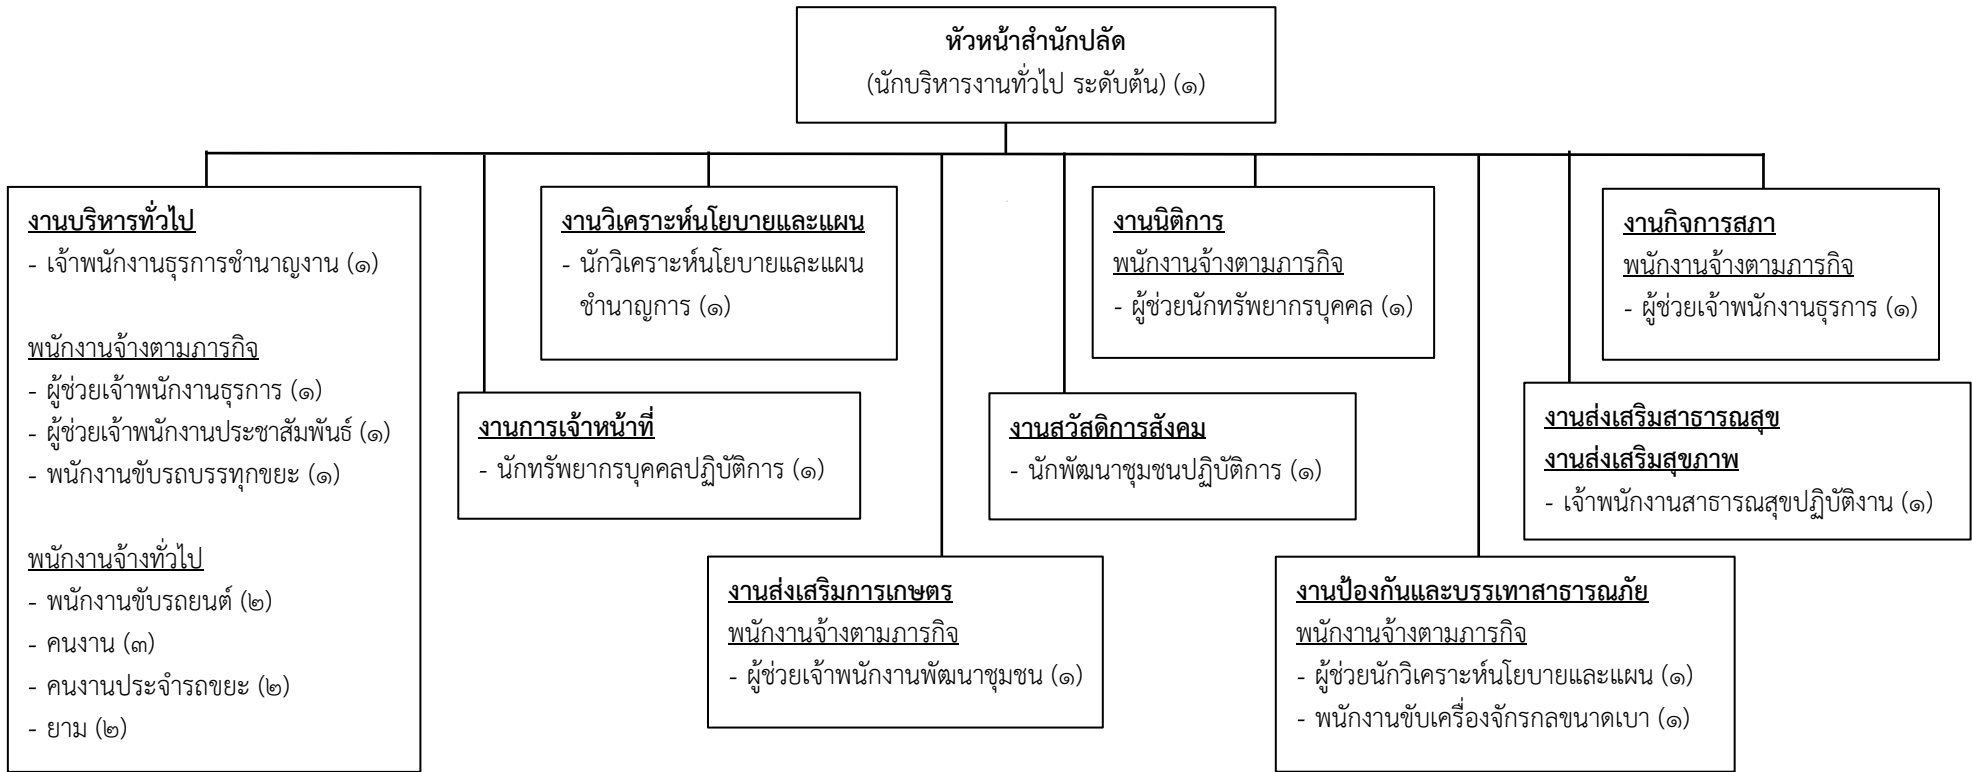 หัวหน้าสำนักปลัด
(นักบริหารงานทั่วไป ระดับต้น) (๑)
งานบริหารทั่วไป
- เจ้าพนักงานธุรการชำนาญงาน (๑)
พนักงานจ้างตามภารกิจ
- ผู้ช่วยเจ้าพนักงานธุรการ (๑)
- ผู้ช่วยเจ้าพนักงานประชาสัมพันธ์ (๑)
- พนักงานขับรถบรรทุกขยะ (๑)
พนักงานจ้างทั่วไป
- พนักงานขับรถยนต์ (๒)
- คนงาน (๓)
- คนงานประจำรถขยะ (๒)
- ยาม (๒)
งานวิเคราะห์นโยบายและแผน
- นักวิเคราะห์นโยบายและแผน
ชำนาญการ (๑)
งานนิติการ
พนักงานจ้างตามภารกิจ
- ผู้ช่วยนักทรัพยากรบุคคล (๑)
งานกิจการสภา
พนักงานจ้างตามภารกิจ
- ผู้ช่วยเจ้าพนักงานธุรการ (๑)
งานการเจ้าหน้าที่
- นักทรัพยากรบุคคลปฏิบัติการ (๑)
งานสวัสดิการสังคม
- นักพัฒนาชุมชนปฏิบัติการ (๑)
งานส่งเสริมสาธารณสุข
งานส่งเสริมสุขภาพ
- เจ้าพนักงานสาธารณสุขปฏิบัติงาน (๑)
งานส่งเสริมการเกษตร
พนักงานจ้างตามภารกิจ
- ผู้ช่วยเจ้าพนักงานพัฒนาชุมชน (๑)
งานป้องกันและบรรเทาสาธารณภัย
พนักงานจ้างตามภารกิจ
- ผู้ช่วยนักวิเคราะห์นโยบายและแผน (๑)
- พนักงานขับเครื่องจักรกลขนาดเบา (๑)